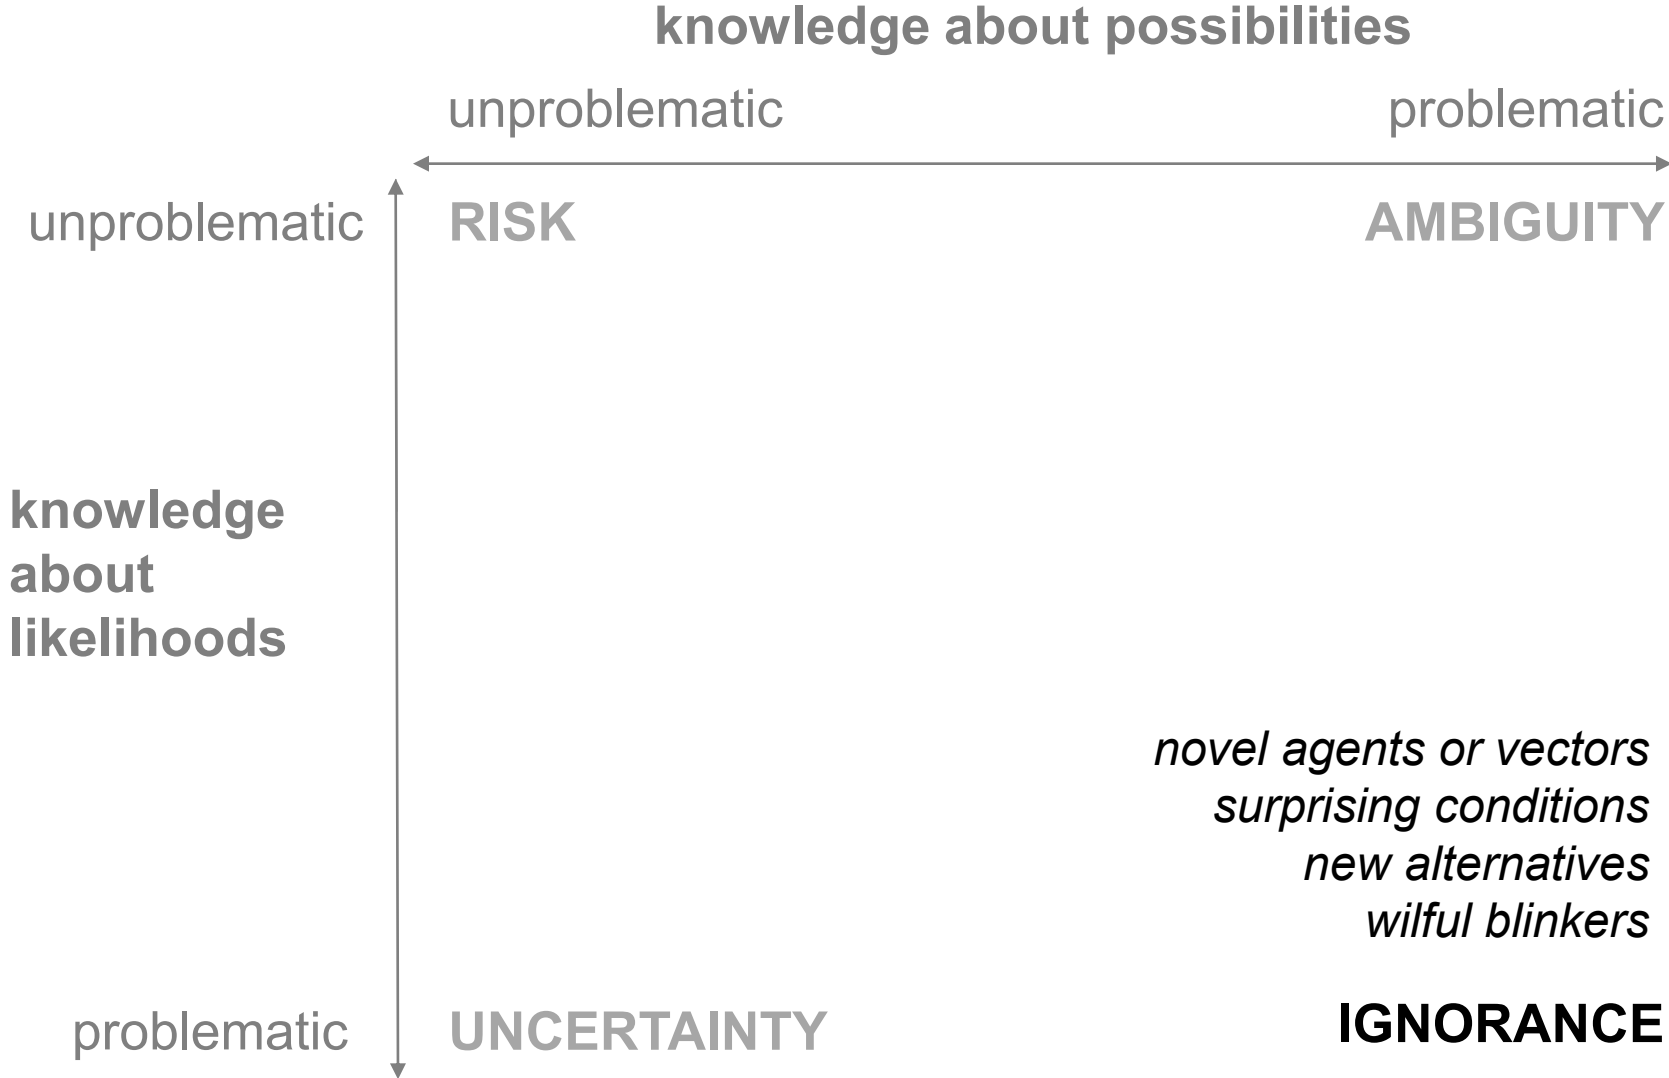 knowledge about possibilities
unproblematic problematic
unproblematic RISK AMBIGUITY
knowledge
about
likelihoods
novel agents or vectors
surprising conditions
new alternatives
wilful blinkers
problematic UNCERTAINTY IGNORANCE